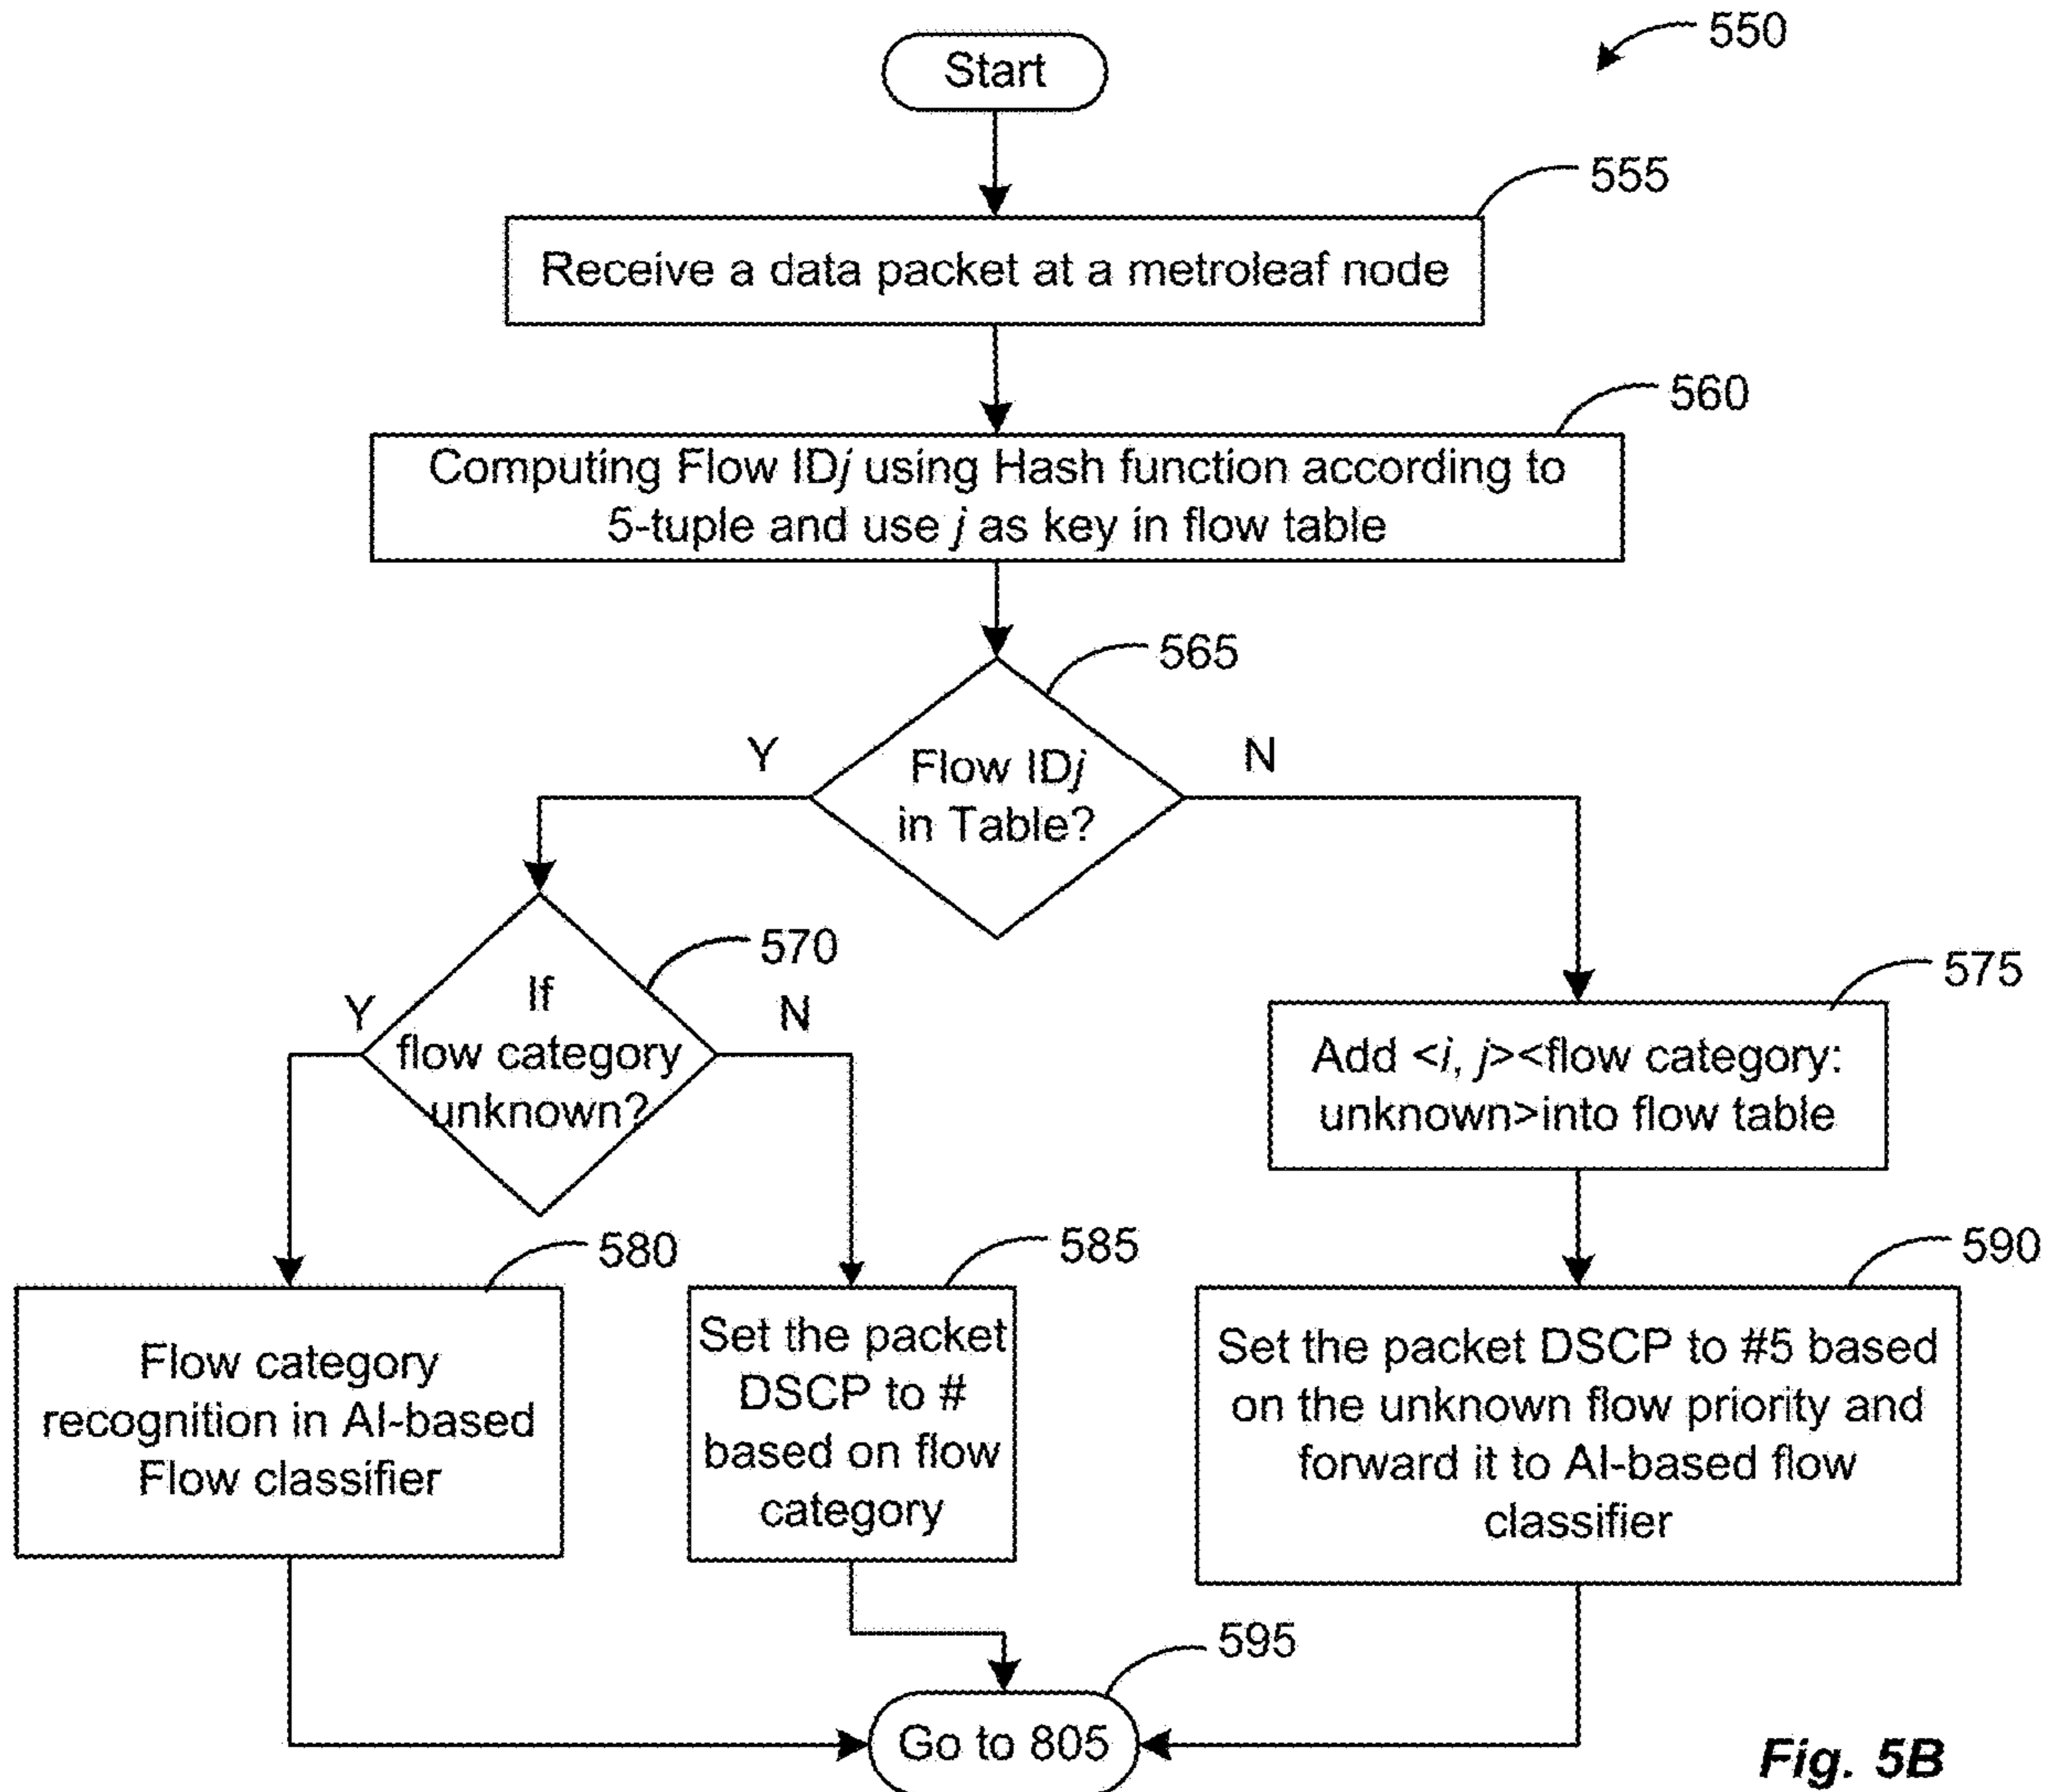 550
Start
555
Receive a data packet at a metroleaf node
560
Computing Flow IDj using Hash function according to
5-tuple and use j as key in flow table
565
Y
N
Flow IDj
in Table?
570
Y
N
If
flow category
unknown?
575
Add <i, j><flow category:
unknown>into flow table
580
Flow category
recognition in AI-based
Flow classifier
585
Set the packet
DSCP to #
based on flow
category
590
Set the packet DSCP to #5 based
on the unknown flow priority and
forward it to AI-based flow
classifier
595
Go to 805
Fig. 5B